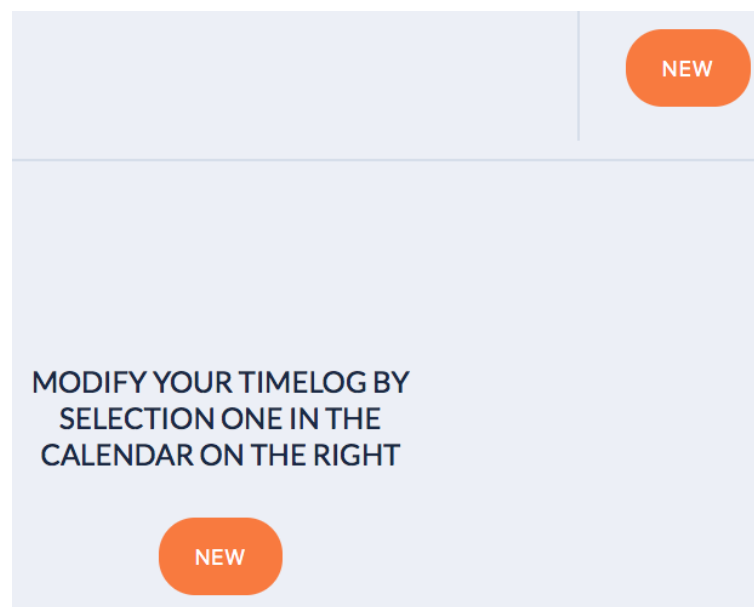 NEW
MODIFY YOUR TIMELOG BY
SELECTION ONE IN THE
CALENDAR ON THE RIGHT
NEW